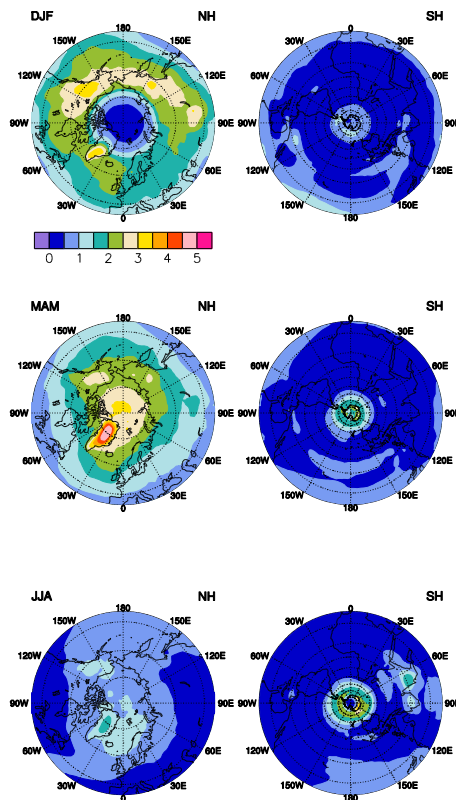 DJF NH SH
180 0
150W 150E 30W 30E
120W 120E 60W 60E
90W 90E 90W 90E
60W 60E 120W 120E
30W 30E 150W 150E
0 180
0 1 2 3 4 5
MAM NH SH
180 0
150W 150E 30W 30E
120W 120E 60W 60E
90W 90E 90W 90E
60W 60E 120W 120E
30W 30E 150W 150E
0 180
JJA NH SH
180 0
150W 150E 30W 30E
120W 120E 60W 60E
90W 90E 90W 90E
60W 60E 120W 120E
30W 30E 150W 150E
0 180